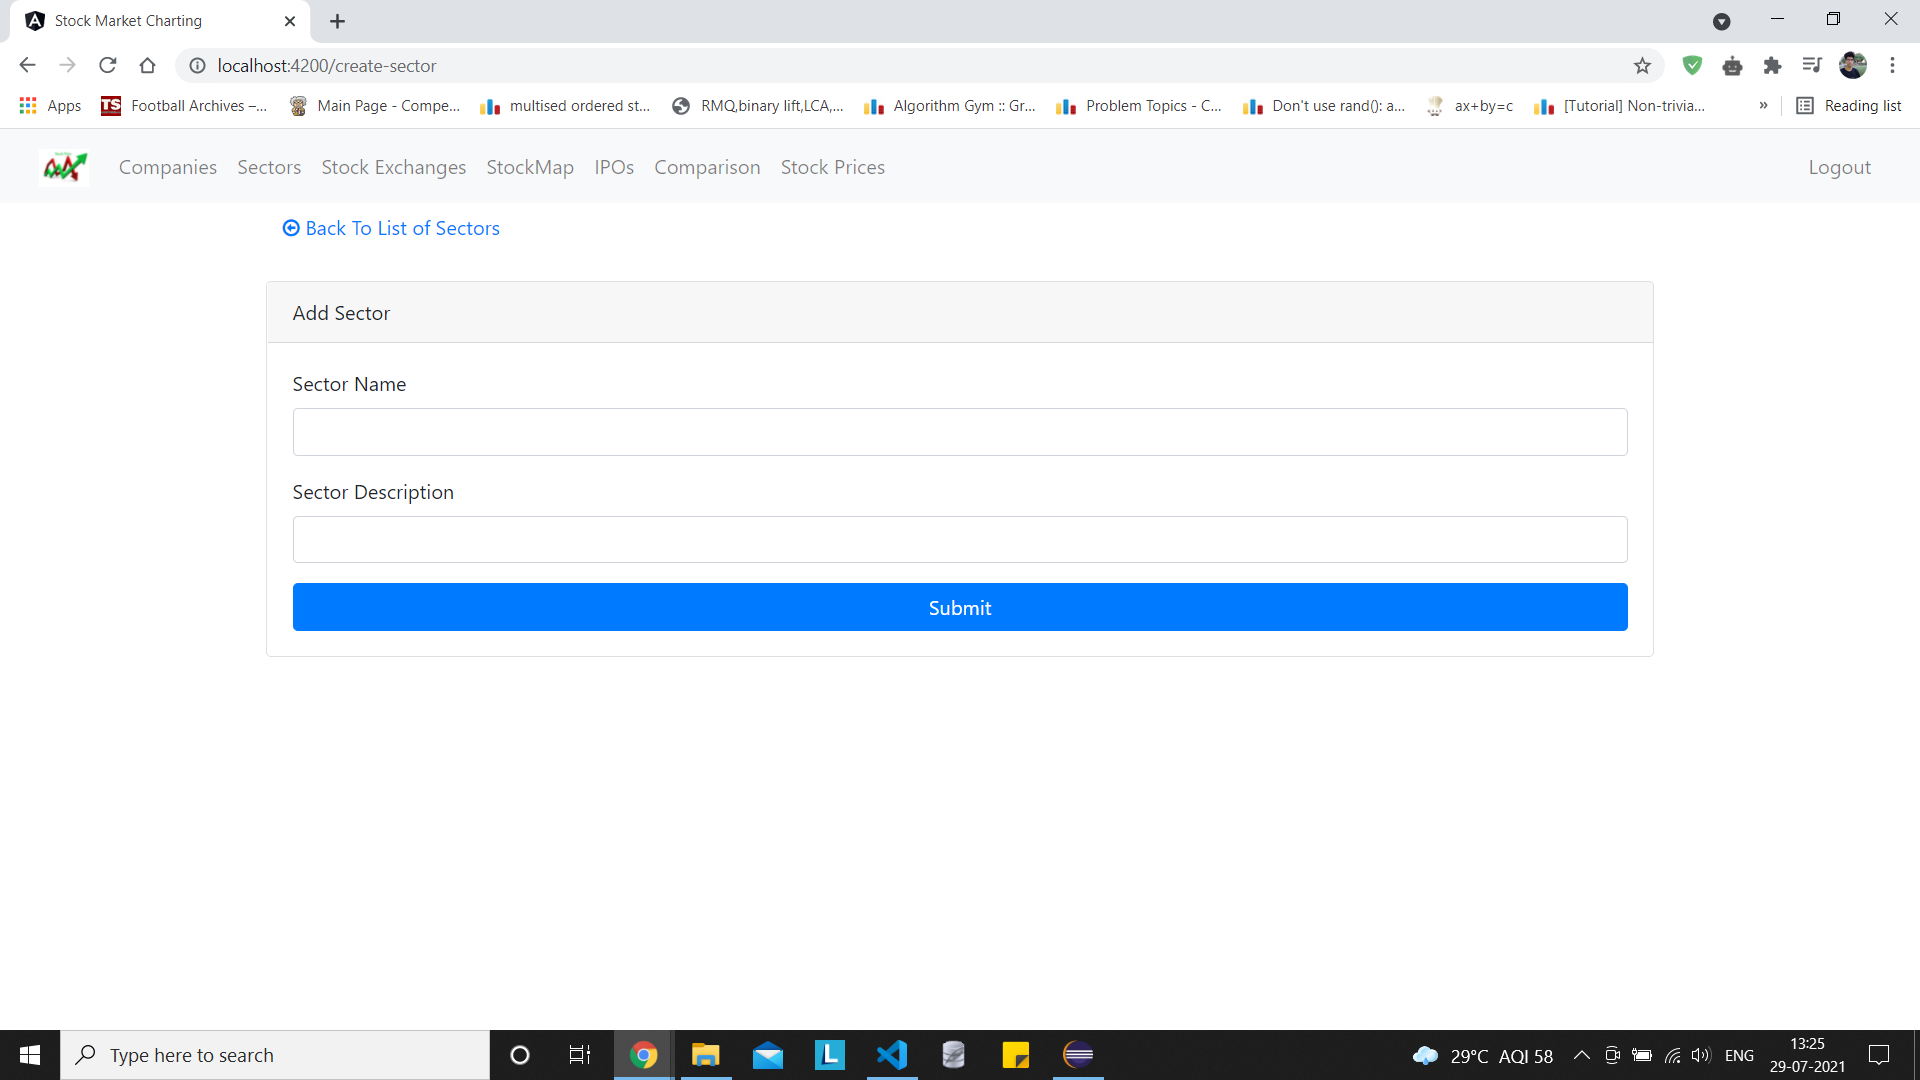 Stock Market Charting
localhost:4200/create-sector
Apps
TS Football Archives –...
Main Page - Compe...
multised ordered st...
RMQ,binary lift,LCA,...
Algorithm Gym :: Gr...
Problem Topics - C...
Don't use rand(): a...
ax+by=c
[Tutorial] Non-trivia...
»
Reading list
Companies Sectors Stock Exchanges StockMap IPOs Comparison Stock Prices Logout
Back To List of Sectors
Add Sector
Sector Name
Sector Description
Submit
Type here to search
L
29°C AQI 58
ENG
13:25
29-07-2021